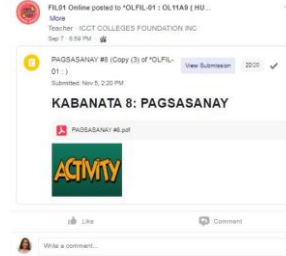 FIL01 Online posted to *OLFIL-01 : OL11A9 ( HU...
More
Teacher · ICCT COLLEGES FOUNDATION INC
Sep 7 · 8:59 PM ·
PAGSASANAY #8 (Copy (3) of *OLFIL-
01 : )
View Submission
20/20
Submitted Nov 5, 2:20 PM
KABANATA 8: PAGSASANAY
PAGSASANAY #8.pdf
ACTIVITY
Like
Comment
Write a comment...